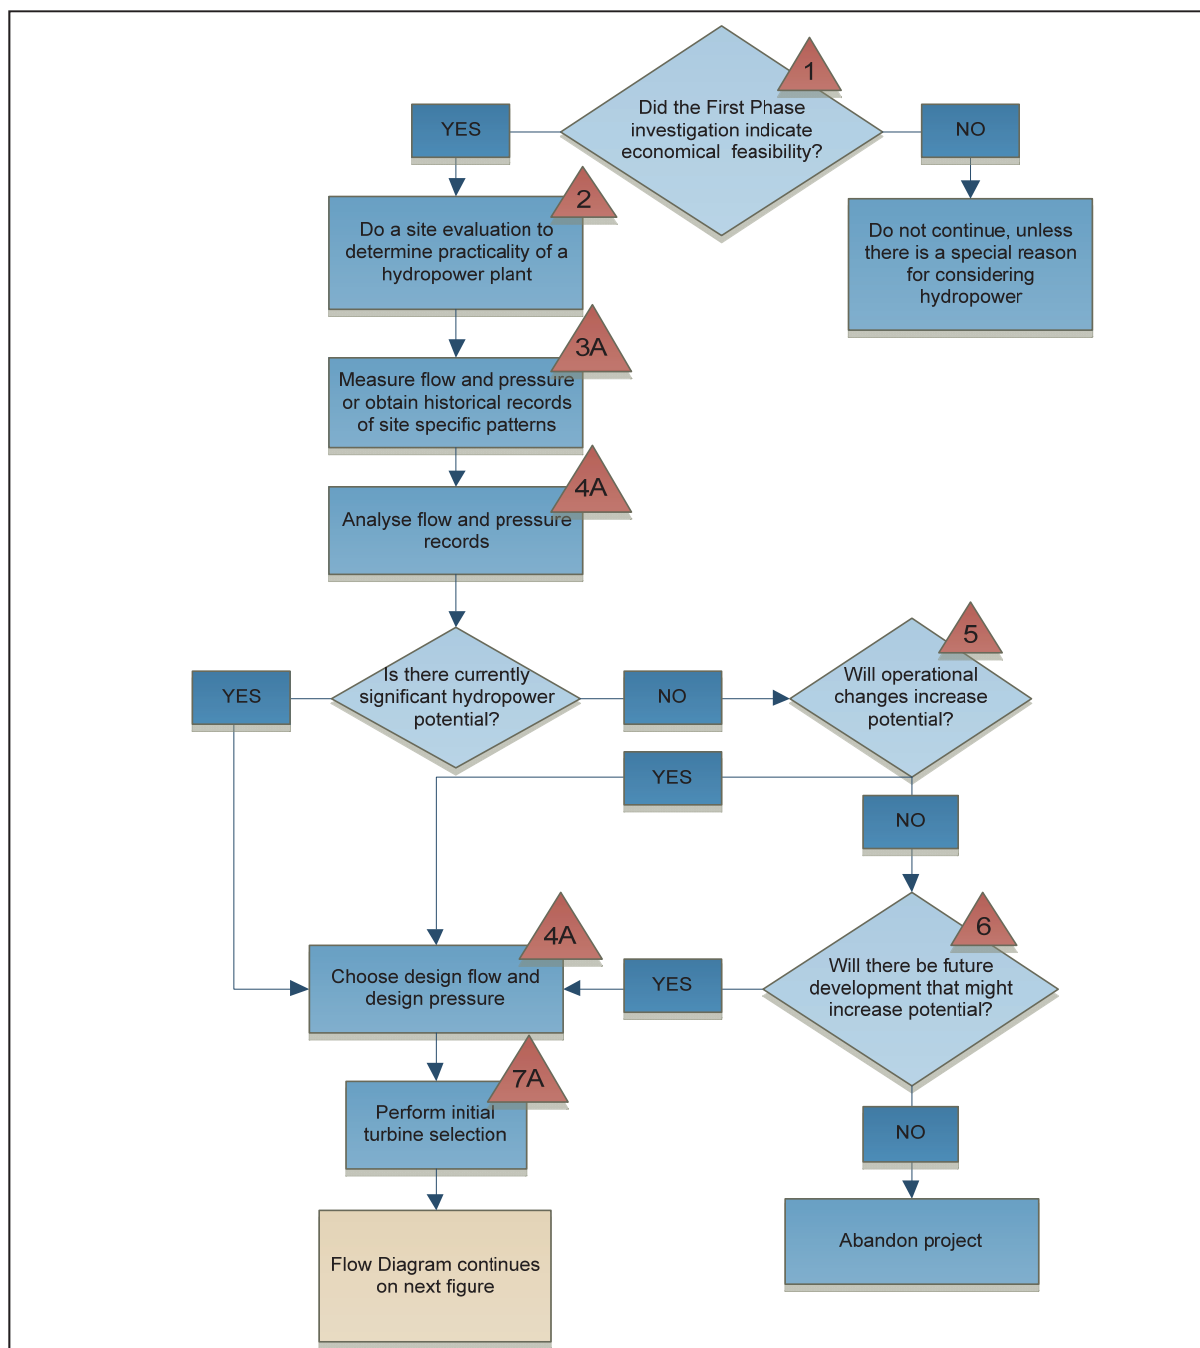 1
Did the First Phase
investigation indicate
economical feasibility?
YES
NO
2
Do a site evaluation to
determine practicality of a
hydropower plant
Do not continue, unless
there is a special reason
for considering
hydropower
3A
Measure flow and pressure
or obtain historical records
of site specific patterns
4A
Analyse flow and pressure
records
Is there currently
significant hydropower
potential?
YES
NO
5
Will operational
changes increase
potential?
YES
NO
4A
Choose design flow and
design pressure
YES
6
Will there be future
development that might
increase potential?
7A
Perform initial
turbine selection
NO
Flow Diagram continues
on next figure
Abandon project